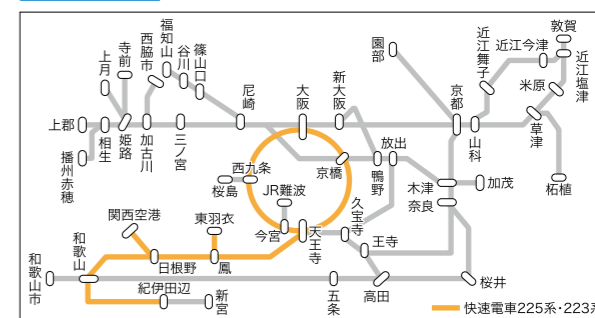 敦賀
近江今津
近江塩津
近江舞子
米原
園部
福知山
谷川
篠山口
西脇市
寺前
上月
尼崎
大阪
新大阪
京都
山科
草津
柘植
上郡
相生
姫路
加古川
三ノ宮
播州赤穂
京橋
鴫野
放出
西九条
桜島
JR難波
今宮
天王寺
久宝寺
木津
加茂
奈良
王寺
関西空港
東羽衣
和歌山
日根野
鳳
和歌山市
紀伊田辺
新宮
五条
高田
桜井
快速電車225系・223系